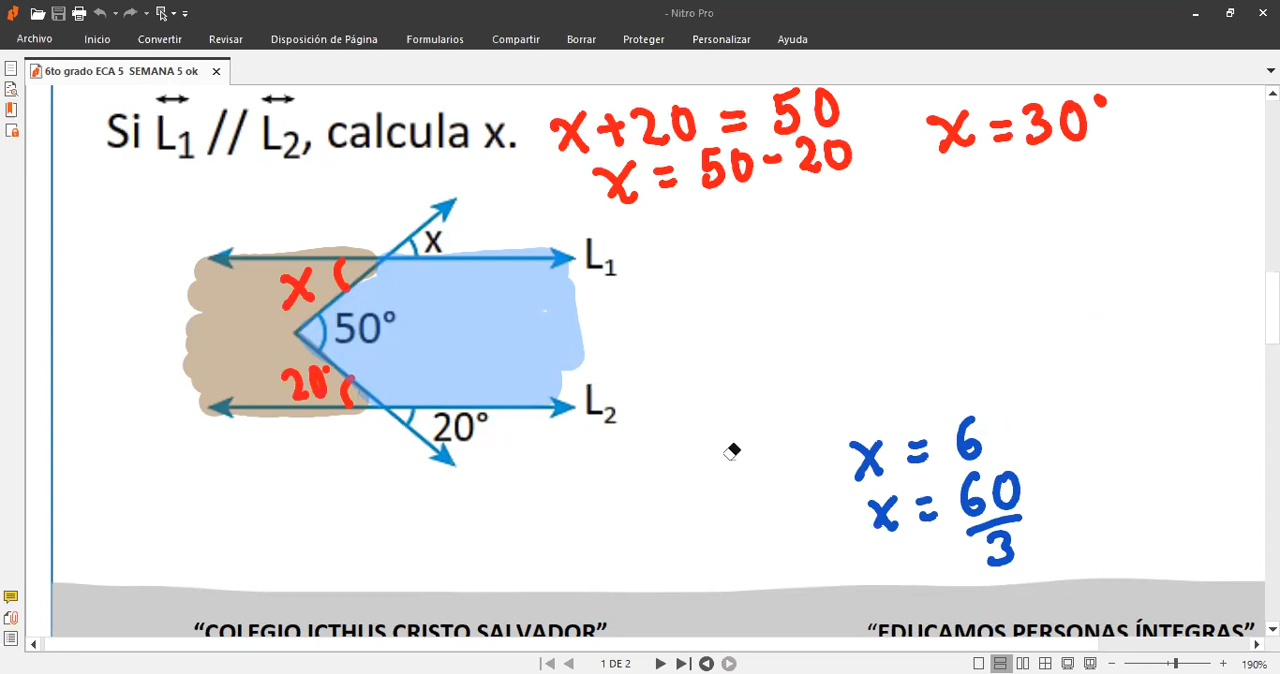 - Nitro Pro
Archivo Inicio Convertir Revisar Disposición de Página Formularios Compartir Borrar Proteger Personalizar Ayuda
6to grado ECA 5 SEMANA 5 ok
Si L1 // L2, calcula x.
x + 20 = 50
x = 50 - 20
x = 30°
x
L1
x
50°
20°
L2
20°
x = 6
x = 60/3
“COLEGIO ICTHUS CRISTO SALVADOR” “EDUCAMOS PERSONAS ÍNTEGRAS”
1 DE 2
190%